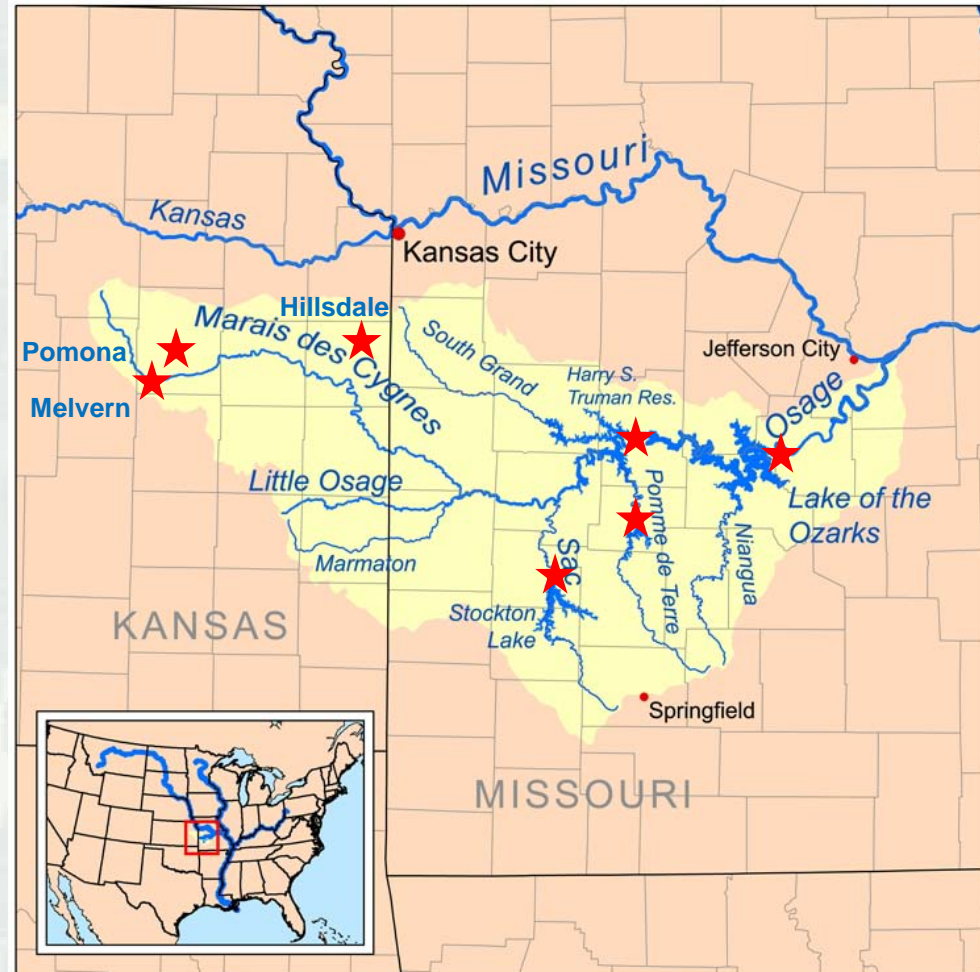 Missouri
Kansas
Kansas City
Hillsdale
Marais des Cygnes
South Grand
Pomona
Melvern
Jefferson City
Harry S.
Truman Res.
Osage
Little Osage
Marmaton
Lake of the
Ozarks
Pomme de Terre
Niangua
Sac
Stockton
Lake
KANSAS
Springfield
MISSOURI